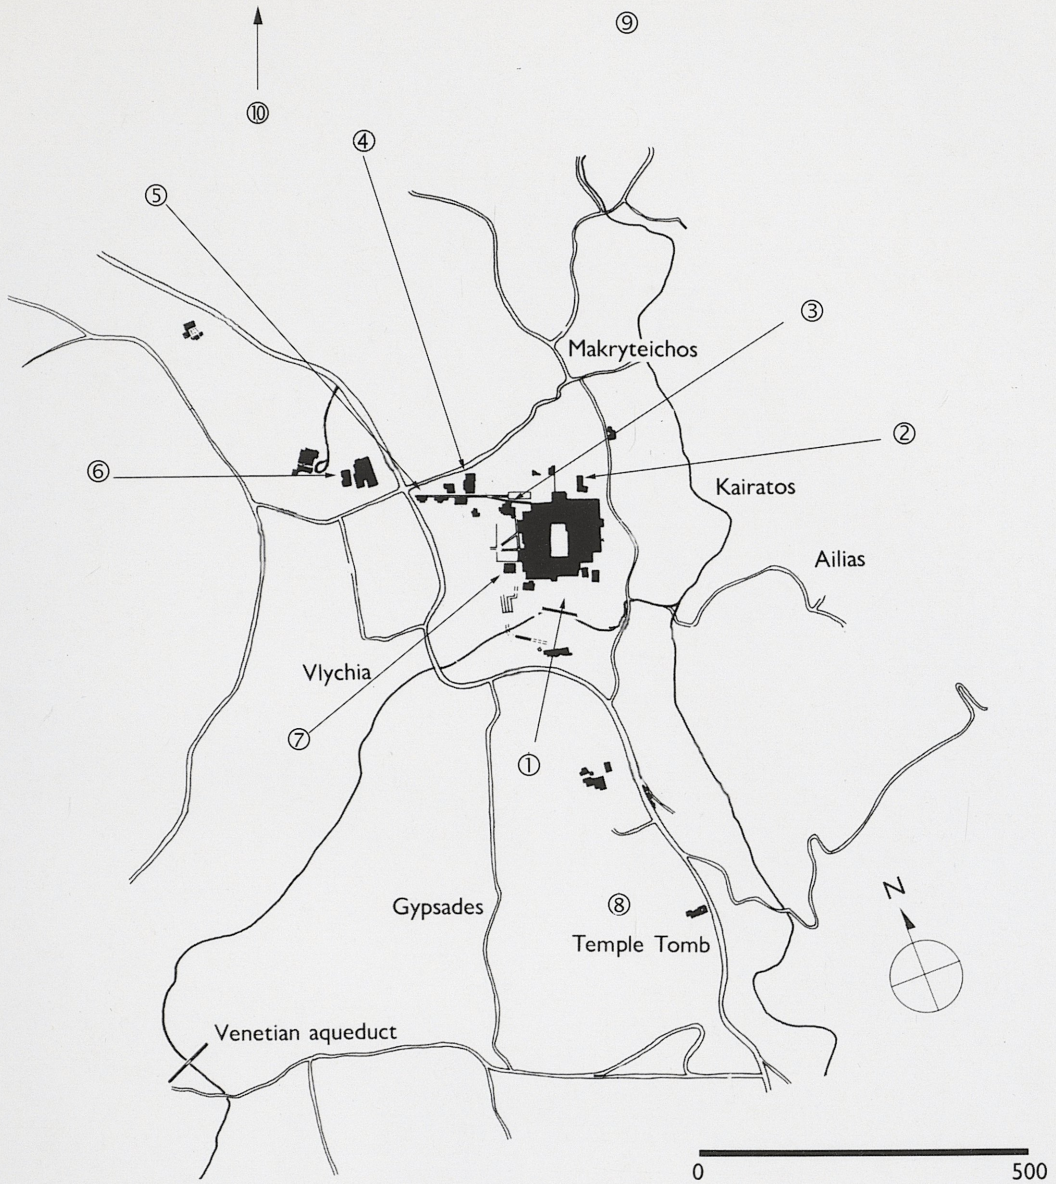 ⑨
⑩
④
⑤
③
Makryteichos
②
⑥
Kairatos
Ailias
Vlychia
⑦
①
N
Gypsades
⑧
Temple Tomb
Venetian aqueduct
0 500